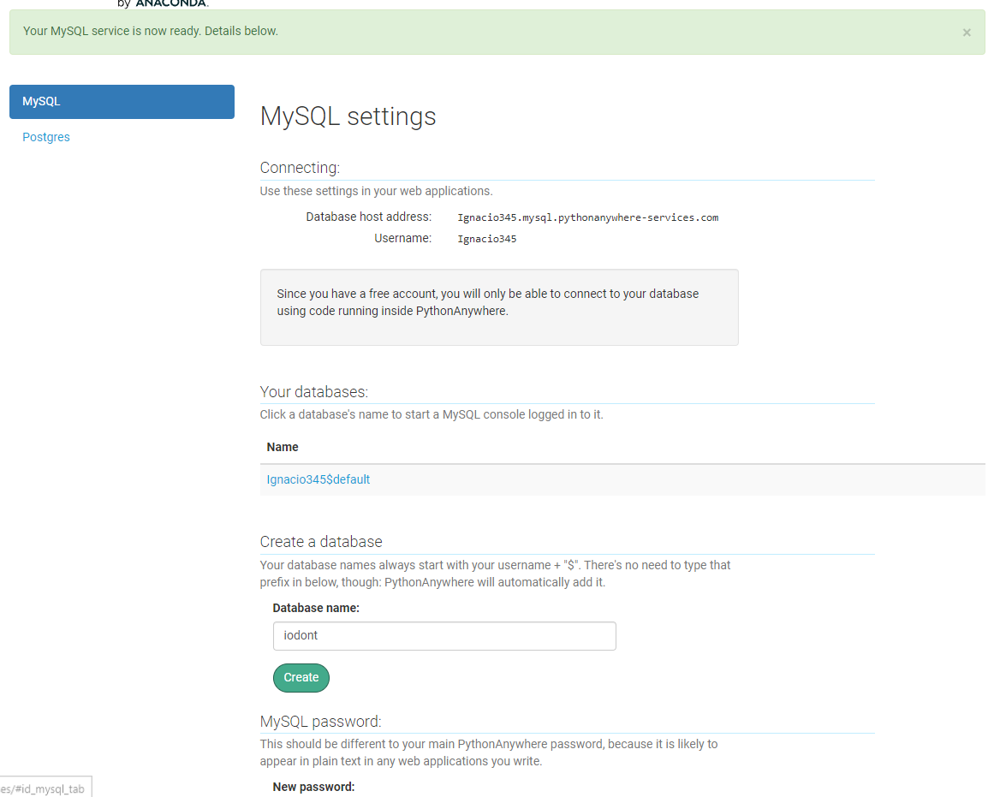 by ANACONDA.
Your MySQL service is now ready. Details below.
×
MySQL
Postgres
MySQL settings
Connecting:
Use these settings in your web applications.
Database host address: Ignacio345.mysql.pythonanywhere-services.com
Username: Ignacio345
Since you have a free account, you will only be able to connect to your database
using code running inside PythonAnywhere.
Your databases:
Click a database's name to start a MySQL console logged in to it.
Name
Ignacio345$default
Create a database
Your database names always start with your username + "$". There's no need to type that
prefix in below, though: PythonAnywhere will automatically add it.
Database name:
iodont
Create
MySQL password:
This should be different to your main PythonAnywhere password, because it is likely to
appear in plain text in any web applications you write.
New password:
es/#id_mysql_tab